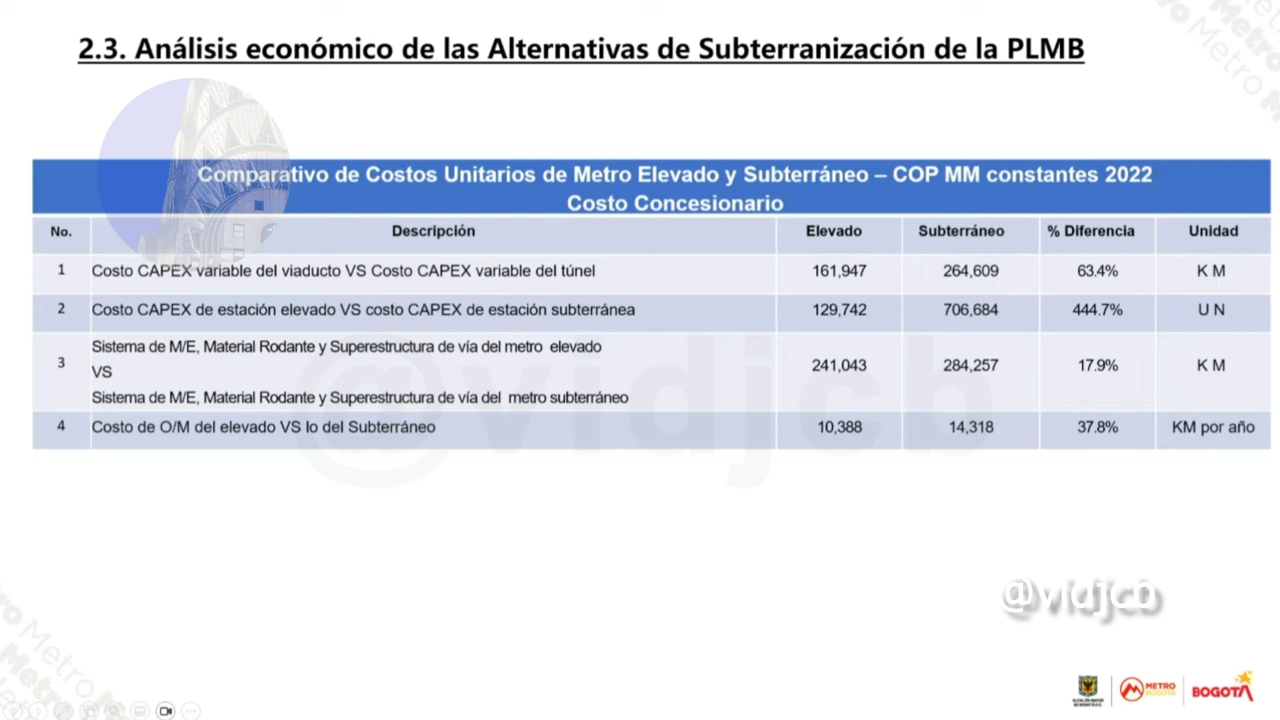 2.3. Análisis económico de las Alternativas de Subterranización de la PLMB
Comparativo de Costos Unitarios de Metro Elevado y Subterráneo – COP MM constantes 2022
Costo Concesionario
No. Descripción Elevado Subterráneo % Diferencia Unidad
1 Costo CAPEX variable del viaducto VS Costo CAPEX variable del túnel 161,947 264,609 63.4% K M
2 Costo CAPEX de estación elevado VS costo CAPEX de estación subterránea 129,742 706,684 444.7% U N
Sistema de M/E, Material Rodante y Superestructura de vía del metro elevado
3 VS 241,043 284,257 17.9% K M
Sistema de M/E, Material Rodante y Superestructura de vía del metro subterráneo
4 Costo de O/M del elevado VS lo del Subterráneo 10,388 14,318 37.8% KM por año
@vidjcb
@vidjcb
Metro
Metro
Metro
Metro
METRO
BOGOTÁ
BOGOTÁ